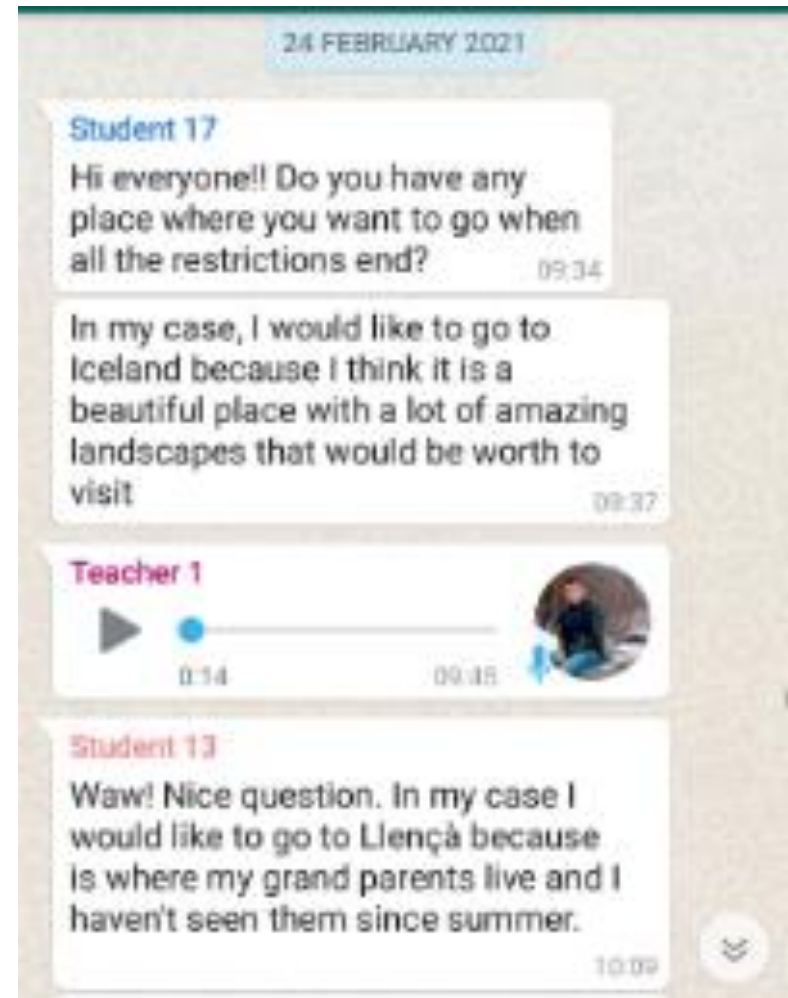 24 FEBRUARY 2021
Student 17
Hi everyone!! Do you have any
place where you want to go when
all the restrictions end?
09:34
In my case, I would like to go to
Iceland because I think it is a
beautiful place with a lot of amazing
landscapes that would be worth to
visit
09:37
Teacher 1
0:14
09:45
Student 13
Waw! Nice question. In my case I
would like to go to Llençà because
is where my grand parents live and I
haven't seen them since summer.
10:09